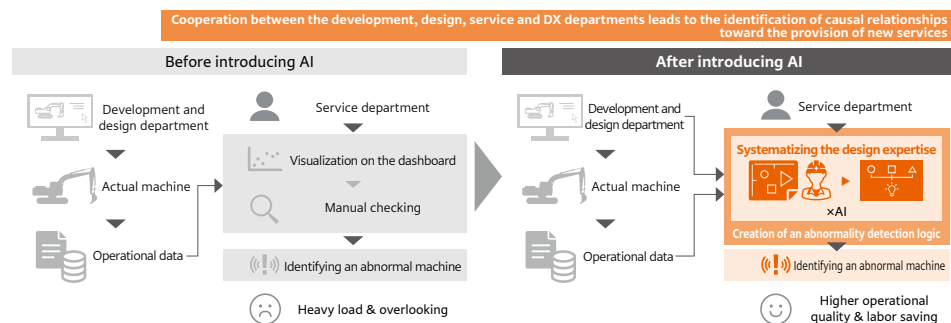 Cooperation between the development, design, service and DX departments leads to the identification of causal relationships
toward the provision of new services
Before introducing AI
Development and
design department
Actual machine
Operational data
Service department
Visualization on the dashboard
Manual checking
Identifying an abnormal machine
Heavy load & overlooking
After introducing AI
Development and
design department
Actual machine
Operational data
Service department
Systematizing the design expertise
×AI
Creation of an abnormality detection logic
Identifying an abnormal machine
Higher operational
quality & labor saving